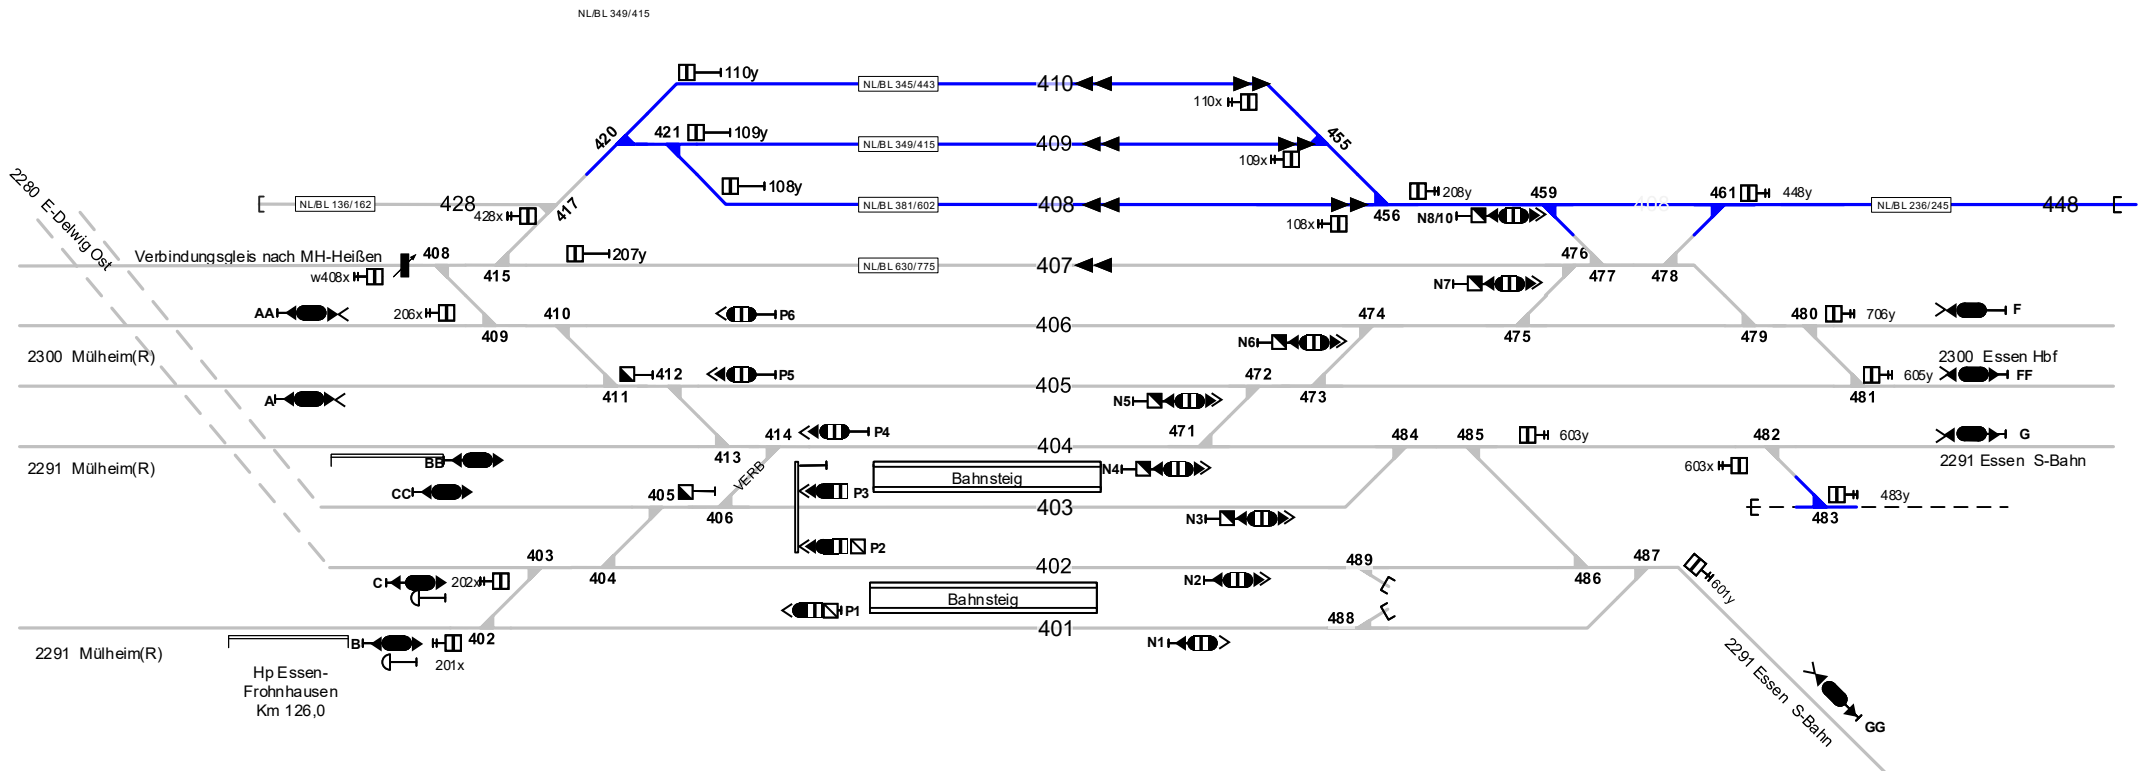 NL/BL 349/415
110y
NL/BL 345/443
410
110x
420
421
109y
NL/BL 349/415
409
109x
455
108y
208y
459
461
448y
2280 E-Delwig Ost
NL/BL 136/162
428
428x
417
NL/BL 381/602
408
108x
456
N8/10
408
NL/BL 236/245
448
Verbindungsgleis nach MH-Heißen
408
w408x
415
207y
NL/BL 630/775
407
476
477
478
N7
AA
206x
409
410
P6
406
N6
474
475
479
480
706y
F
2300 Mülheim(R)
2300 Essen Hbf
412
P5
405
472
605y
FF
A
411
N5
473
481
414
P4
404
471
484
485
603y
482
G
2291 Mülheim(R)
BB
413
VERB
Bahnsteig
N4
603x
2291 Essen S-Bahn
CC
405
P3
483y
406
403
N3
483
P2
403
402
489
487
C
202x
404
N2
486
601y
Bahnsteig
P1
401
488
2291 Mülheim(R)
B
402
N1
201x
Hp Essen-
Frohnhausen
Km 126,0
2291 Essen S-Bahn
GG